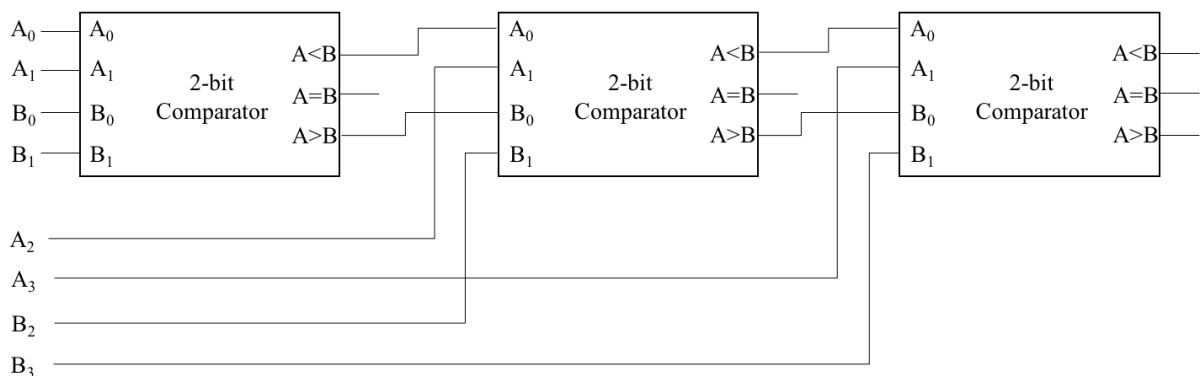 A₀ A₀ A<B A₀ A<B A₀ A<B
A₁ A₁ 2-bit A₁ 2-bit A₁ 2-bit
Comparator Comparator Comparator
A=B A=B A=B
B₀ B₀ B₀ B₀
A>B A>B A>B
B₁ B₁ B₁ B₁
A₂
A₃
B₂
B₃